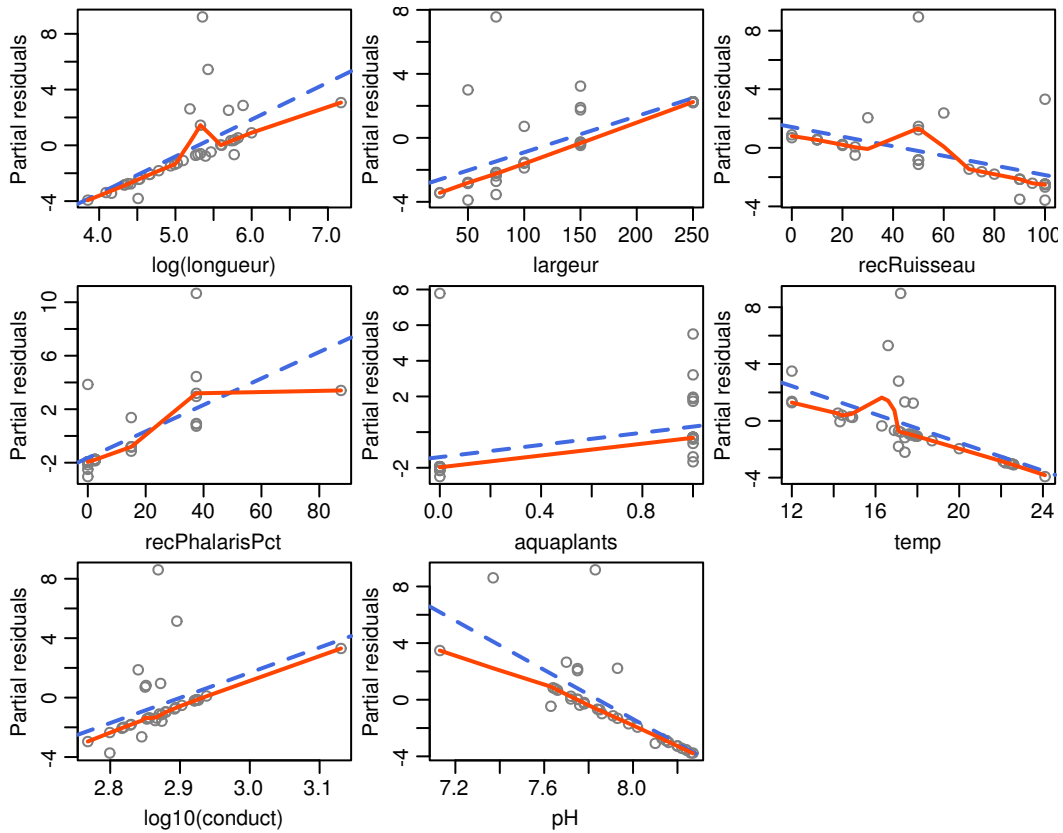 Partial residuals
-4 0 4 8
4.0 5.0 6.0 7.0
log(longueur)
Partial residuals
-4 0 4 8
50 100 150 200 250
largeur
Partial residuals
-4 0 4 8
0 20 40 60 80 100
recRuisseau
Partial residuals
-2 2 6 10
0 20 40 60 80
recPhalarisPct
Partial residuals
-2 2 4 6 8
0.0 0.4 0.8
aquaplants
Partial residuals
-4 0 4 8
12 16 20 24
temp
Partial residuals
-4 0 4 8
2.8 2.9 3.0 3.1
log10(conduct)
Partial residuals
-4 0 4 8
7.2 7.6 8.0
pH